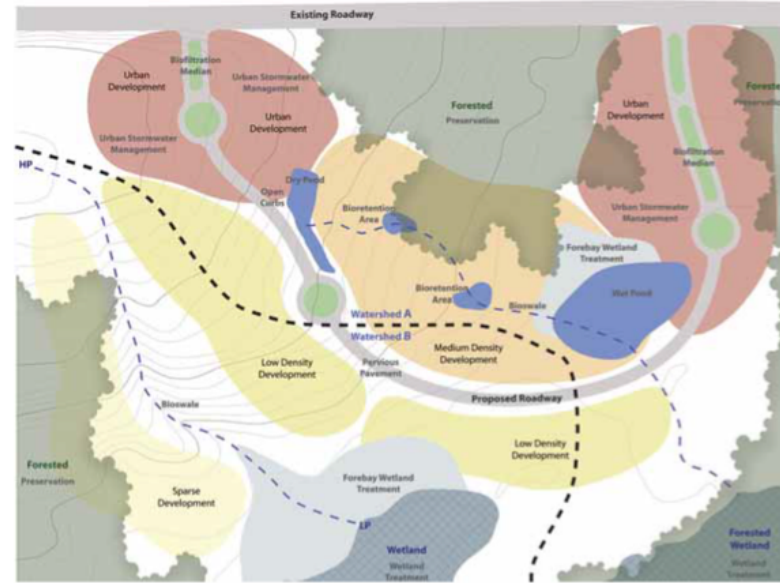 Existing Roadway
Biofiltration
Median
Urban
Development
Urban Stormwater
Management
Urban
Development
Urban Stormwater
Management
Forested
Preservation
Urban
Development
Forested
Preservation
Biofiltration
Median
Urban Stormwater
Management
HP
Dry Pond
Open
Curbs
Bioretention
Area
Forebay Wetland
Treatment
Bioretention
Area
Bioswale
Wet Pond
Watershed A
Watershed B
Medium Density
Development
Low Density
Development
Pervious
Pavement
Proposed Roadway
Bioswale
Low Density
Development
Forested
Preservation
Sparse
Development
Forebay Wetland
Treatment
LP
Wetland
Wetland
Treatment
Forested
Wetland
Wetland
Treatment